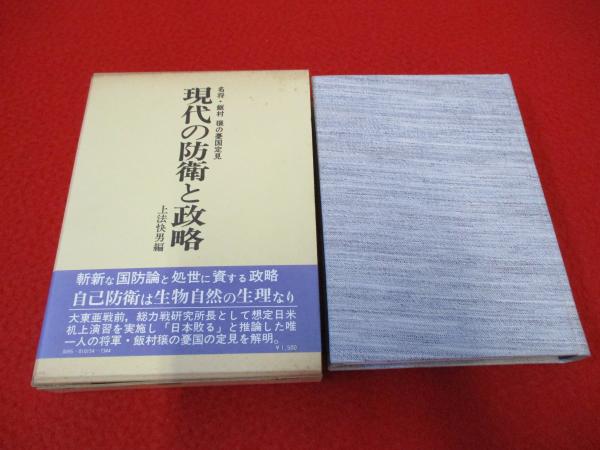 名将・飯村 穣の憂国定見
現代の防衛と政略
上法快男編
斬新な国防論と処世に資する政略
自己防衛は生物自然の生理なり
大東亜戦前，総力戦研究所長として想定日米
机上演習を実施し「日本敗る」と推論した唯
一人の将軍・飯村穣の憂国の定見を解明。
￥1,500